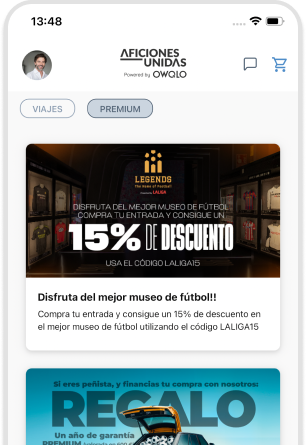 13:48
AFICIONES
UNIDAS
Powered by OWQLO
VIAJES
PREMIUM
LEGENDS
The Home of Football
LALIGA
DISFRUTA DEL MEJOR MUSEO DE FÚTBOL
COMPRA TU ENTRADA Y CONSIGUE UN
15% DE DESCUENTO
USA EL CÓDIGO LALIGA15
Disfruta del mejor museo de fútbol!!
Compra tu entrada y consigue un 15% de descuento en
el mejor museo de fútbol utilizando el código LALIGA15
Si eres peñista, y financias tu compra con nosotros:
REGALO
Un año de garantía
PREMIUM